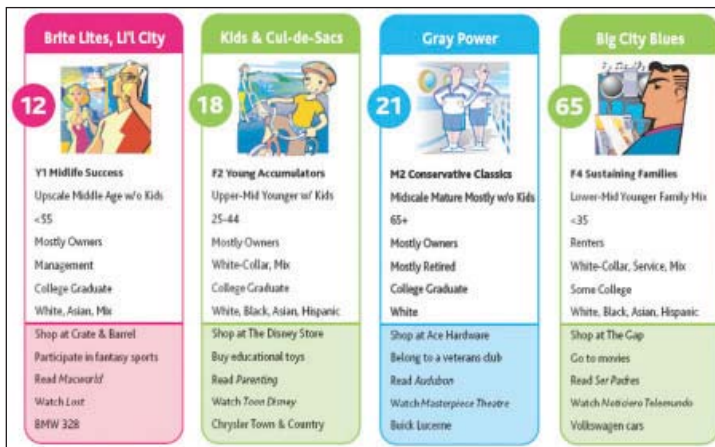 Brite Lites, Li'l City
12
Y1 Midlife Success
Upscale Middle Age w/o Kids
<55
Mostly Owners
Management
College Graduate
White, Asian, Mix
Shop at Crate & Barrel
Participate in fantasy sports
Read Macworld
Watch Lost
BMW 328
Kids & Cul-de-Sacs
18
F2 Young Accumulators
Upper-Mid Younger w/ Kids
25-44
Mostly Owners
White-Collar, Mix
College Graduate
White, Black, Asian, Hispanic
Shop at The Disney Store
Buy educational toys
Read Parenting
Watch Toon Disney
Chrysler Town & Country
Gray Power
21
M2 Conservative Classics
Midscale Mature Mostly w/o Kids
65+
Mostly Owners
Mostly Retired
College Graduate
White
Shop at Ace Hardware
Belong to a veterans club
Read Audubon
Watch Masterpiece Theatre
Buick Lucerne
Big City Blues
65
F4 Sustaining Families
Lower-Mid Younger Family Mix
<35
Renters
White-Collar, Service, Mix
Some College
White, Black, Asian, Hispanic
Shop at The Gap
Go to movies
Read Ser Padres
Watch Noticiero Telemundo
Volkswagen cars